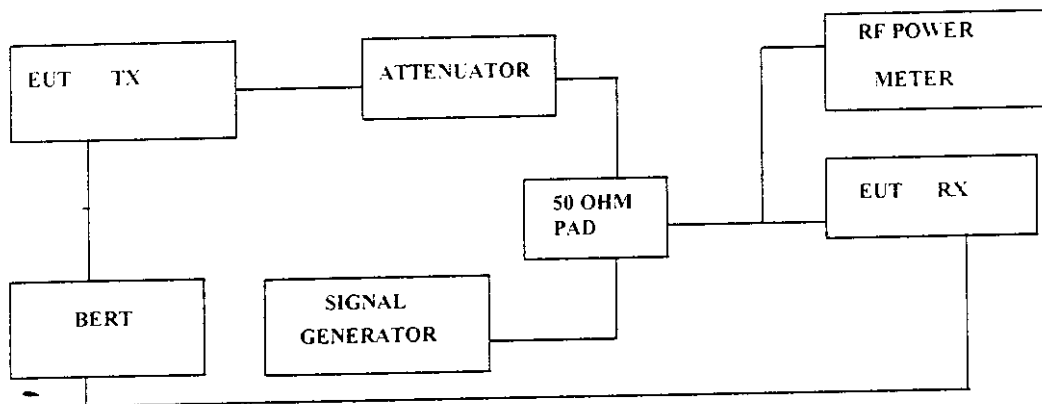 EUT TX
ATTENUATOR
RF POWER
METER
50 OHM
PAD
EUT RX
BERT
SIGNAL
GENERATOR